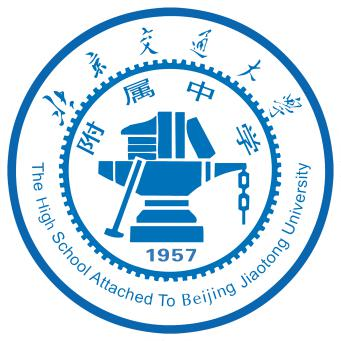 北京交通大学
附属中学
1957
The High School Attached To Beijing Jiaotong University